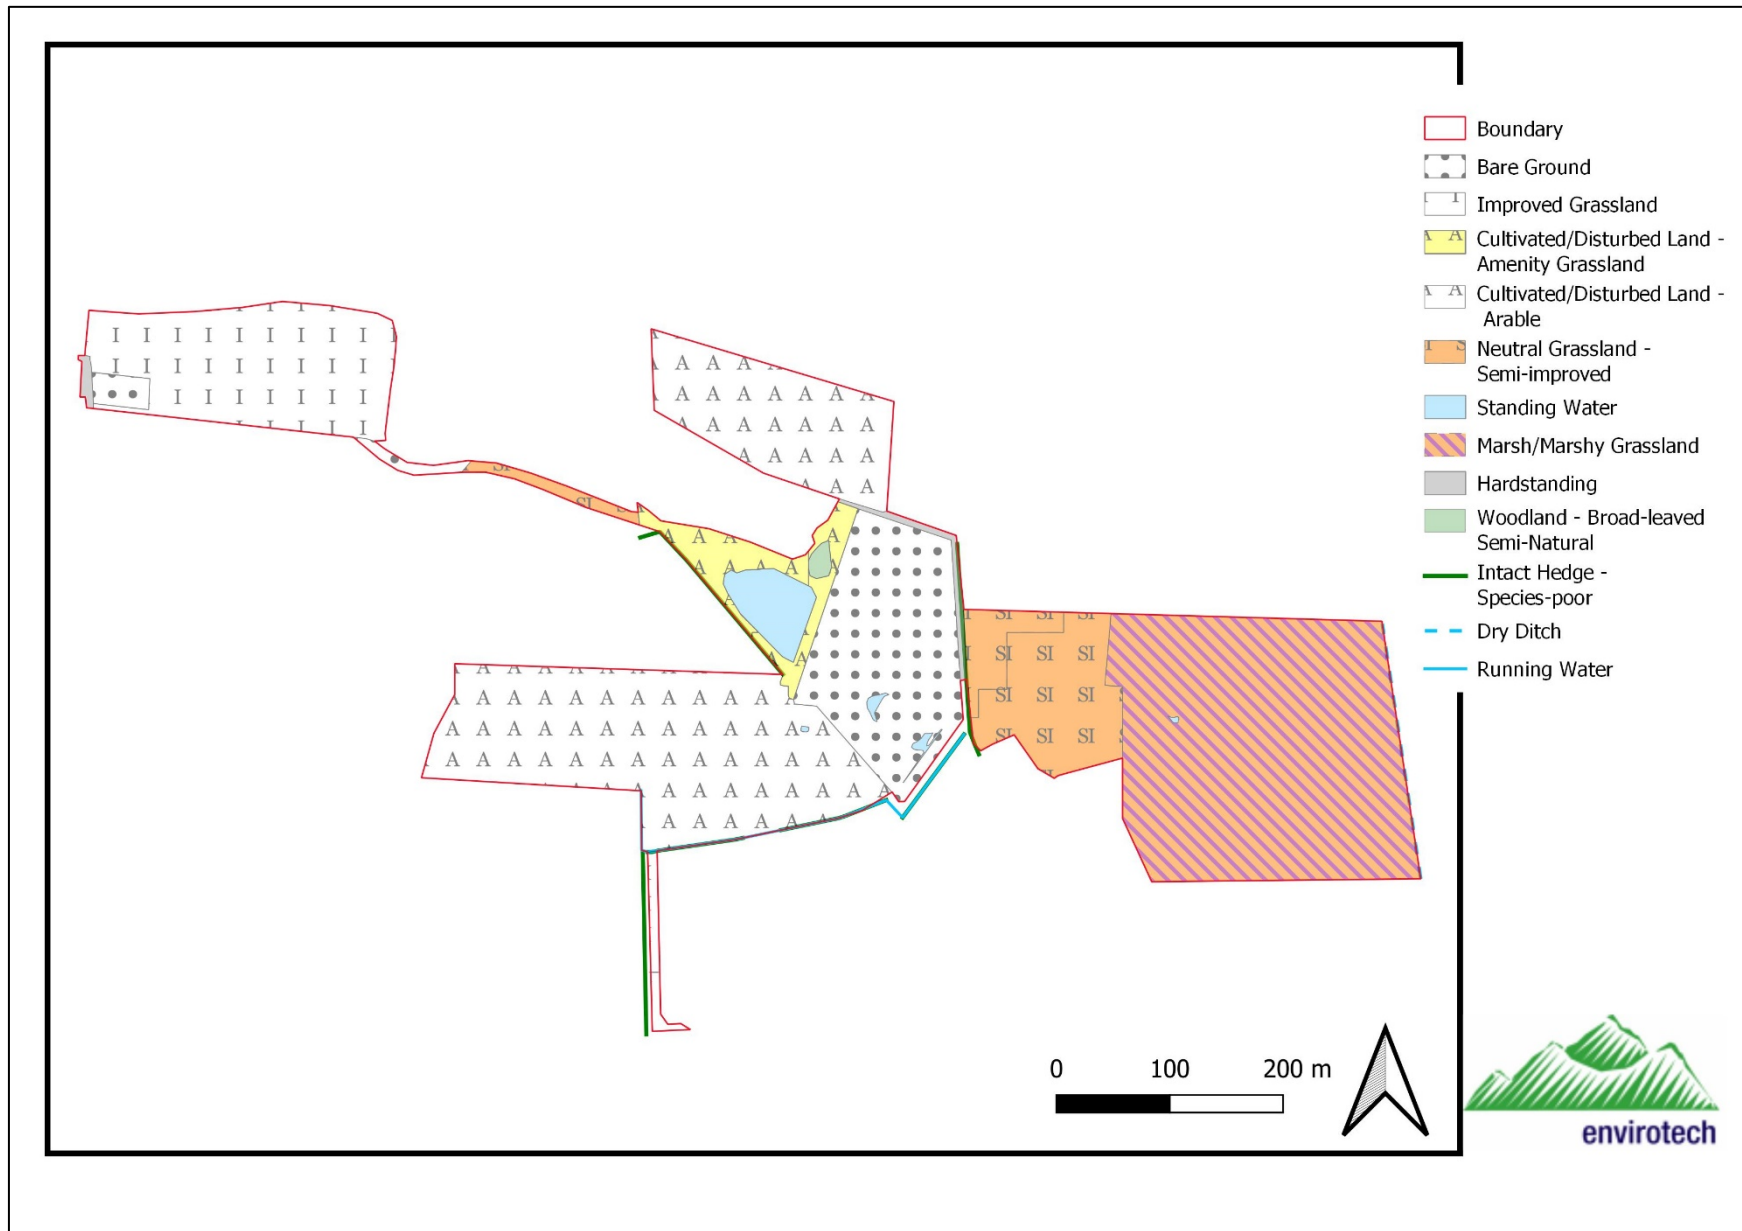 Boundary
Bare Ground
Improved Grassland
Cultivated/Disturbed Land -
Amenity Grassland
Cultivated/Disturbed Land -
Arable
Neutral Grassland -
Semi-improved
Standing Water
Marsh/Marshy Grassland
Hardstanding
Woodland - Broad-leaved
Semi-Natural
Intact Hedge -
Species-poor
Dry Ditch
Running Water
0 100 200 m
envirotech